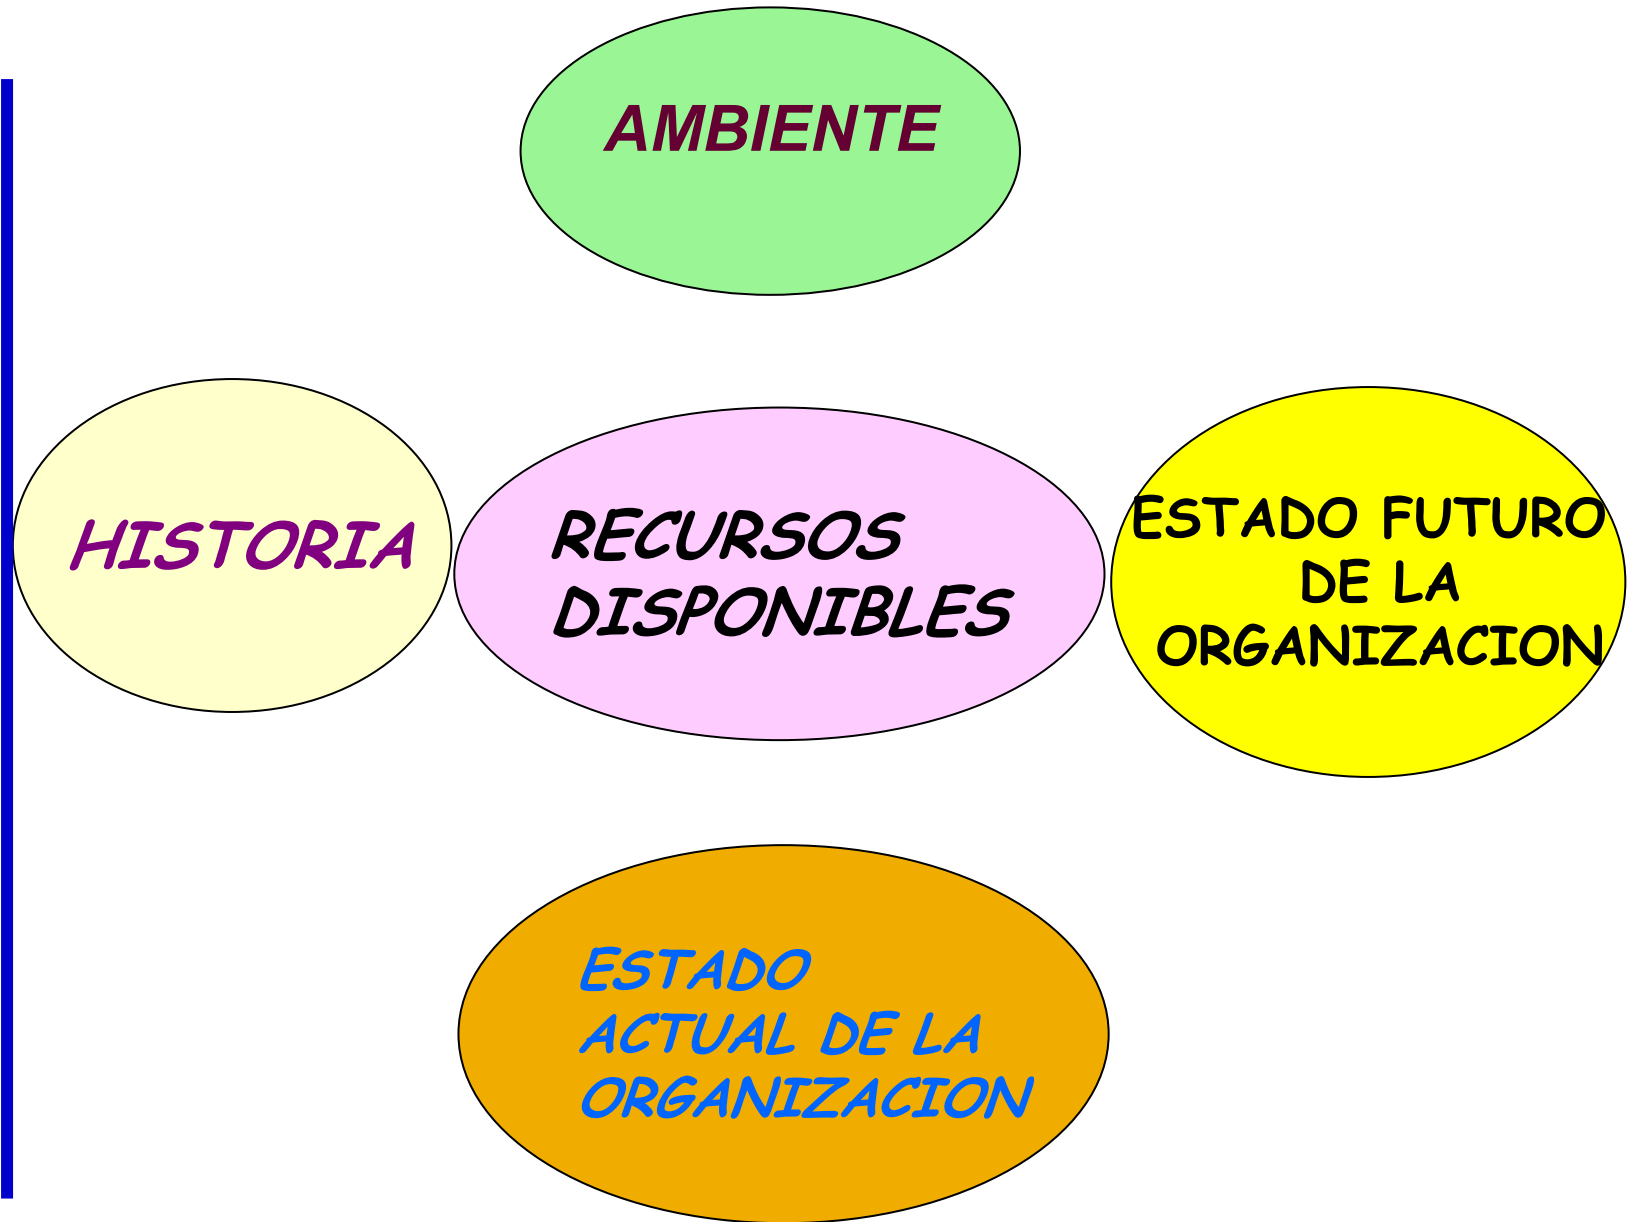 AMBIENTE
HISTORIA
RECURSOS
DISPONIBLES
ESTADO FUTURO
DE LA
ORGANIZACION
ESTADO
ACTUAL DE LA
ORGANIZACION